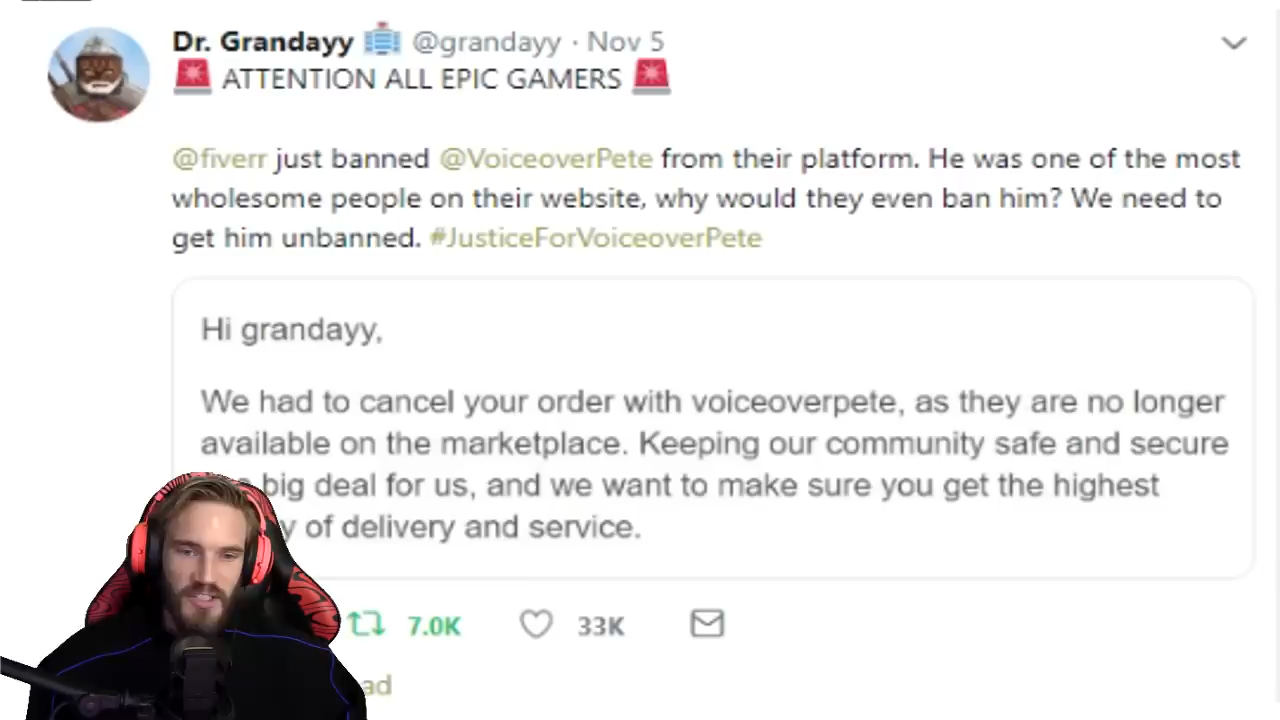 Dr. Grandayy @grandayy · Nov 5
🚨 ATTENTION ALL EPIC GAMERS 🚨
@fiverr just banned @VoiceoverPete from their platform. He was one of the most
wholesome people on their website, why would they even ban him? We need to
get him unbanned. #JusticeForVoiceoverPete
Hi grandayy,
We had to cancel your order with voiceoverpete, as they are no longer
available on the marketplace. Keeping our community safe and secure
big deal for us, and we want to make sure you get the highest
of delivery and service.
7.0K 33K